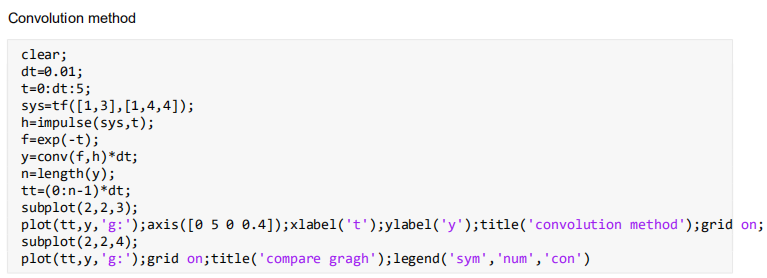 Convolution method
clear;
dt=0.01;
t=0:dt:5;
sys=tf([1,3],[1,4,4]);
h=impulse(sys,t);
f=exp(-t);
y=conv(f,h)*dt;
n=length(y);
tt=(0:n-1)*dt;
subplot(2,2,3);
plot(tt,y,'g:');axis([0 5 0 0.4]);xlabel('t');ylabel('y');title('convolution method');grid on;
subplot(2,2,4);
plot(tt,y,'g:');grid on;title('compare gragh');legend('sym','num','con')